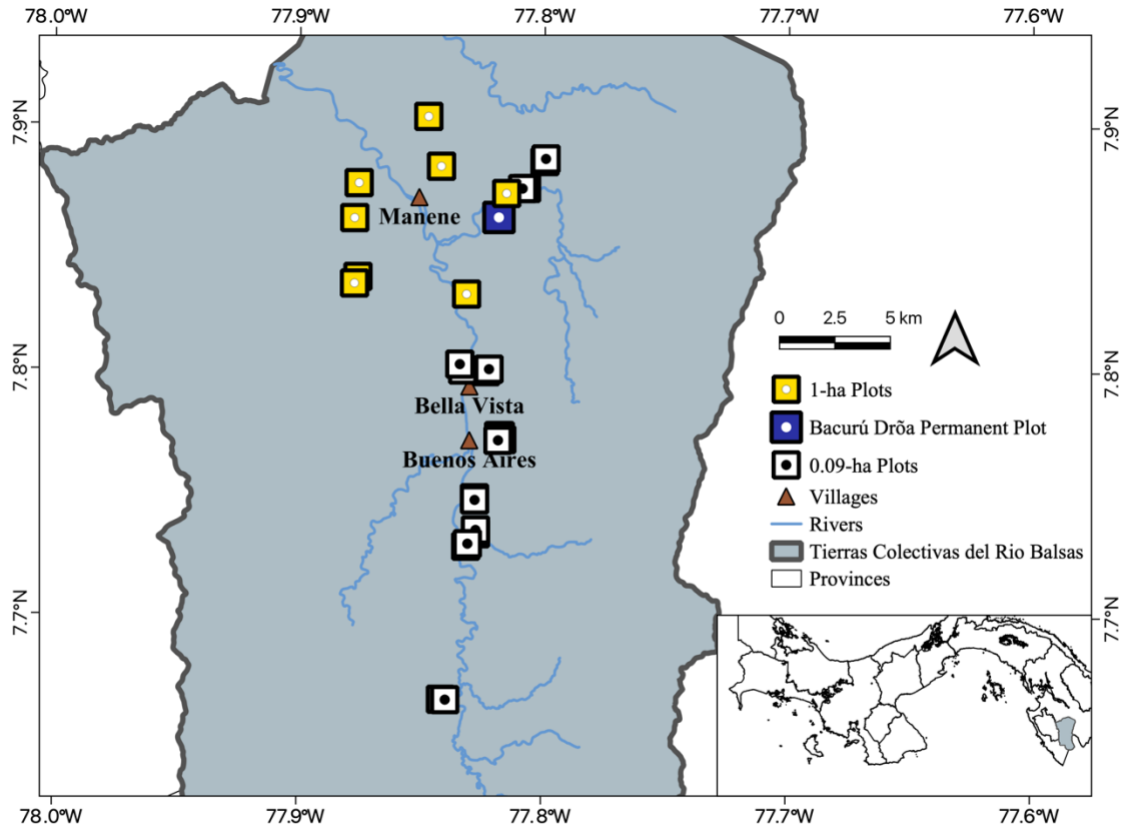 78.0°W 77.9°W 77.8°W 77.7°W 77.6°W
7.9°N 7.9°N
Manene
0 2.5 5 km
7.8°N 7.8°N
1-ha Plots
Bella Vista
Bacurú Drõa Permanent Plot
Buenos Aires
0.09-ha Plots
Villages
Rivers
Tierras Colectivas del Rio Balsas
Provinces
7.7°N 7.7°N
78.0°W 77.9°W 77.8°W 77.7°W 77.6°W